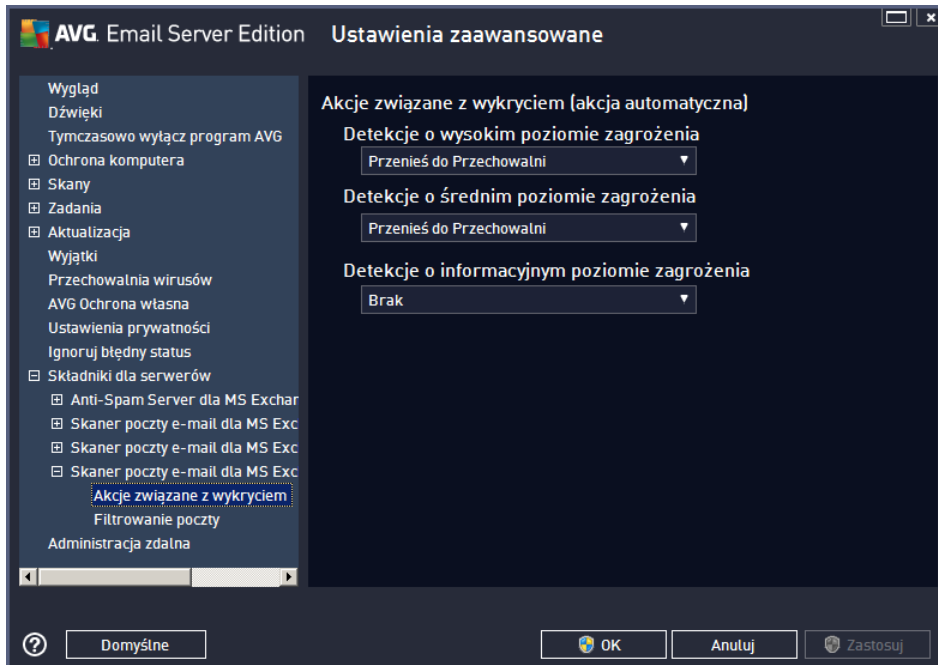 AVG. Email Server Edition Ustawienia zaawansowane
Wygląd
Dźwięki
Tymczasowo wyłącz program AVG
Ochrona komputera
Skany
Zadania
Aktualizacja
Wyjątki
Przechowalnia wirusów
AVG Ochrona własna
Ustawienia prywatności
Ignoruj błędny status
Składniki dla serwerów
Anti-Spam Server dla MS Exchar
Skaner poczty e-mail dla MS Exc
Skaner poczty e-mail dla MS Exc
Skaner poczty e-mail dla MS Exc
Akcje związane z wykryciem
Filtrowanie poczty
Administracja zdalna
Akcje związane z wykryciem (akcja automatyczna)
Detekcje o wysokim poziomie zagrożenia
Przenieś do Przechowalni
Detekcje o średnim poziomie zagrożenia
Przenieś do Przechowalni
Detekcje o informacyjnym poziomie zagrożenia
Brak
? Domyślne OK Anuluj Zastosuj